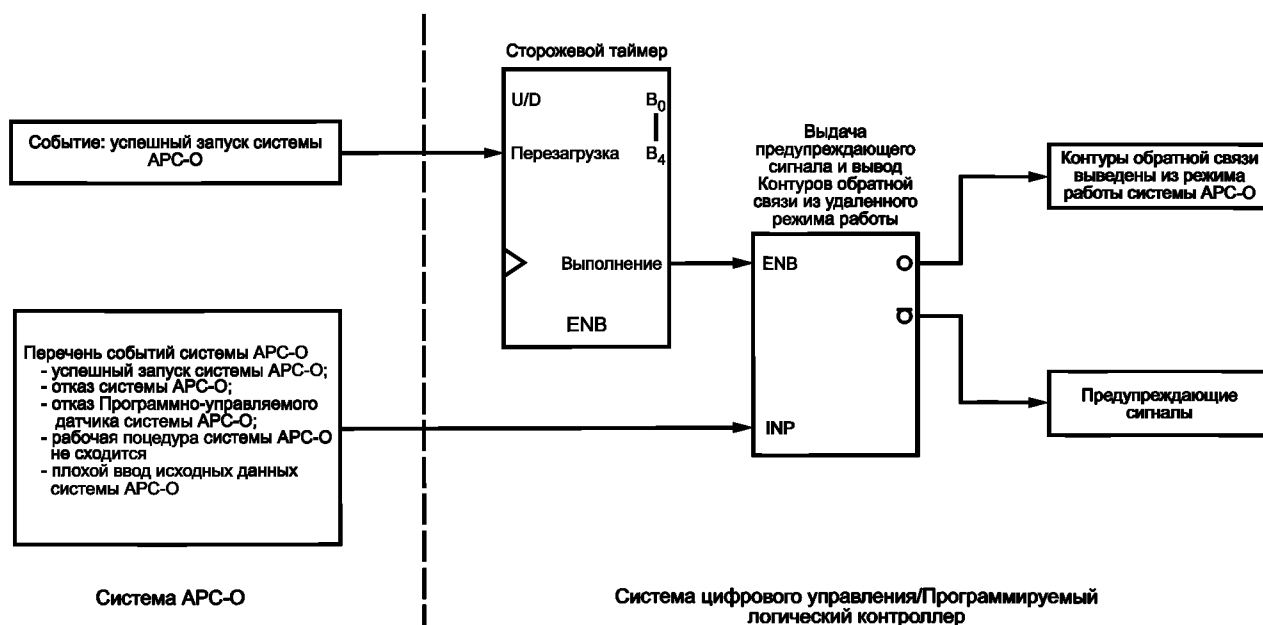 Сторожевой таймер
U/D
B0
Перезагрузка
B4
Выполнение
ENB
Событие: успешный запуск системы
АРС-О
Выдача
предупреждающего
сигнала и вывод
Контуров обратной
связи из удаленного
режима работы
ENB
O
O
INP
Контуры обратной связи
выведены из режима
работы системы АРС-О
Предупреждающие
сигналы
Перечень событий системы АРС-О
- успешный запуск системы АРС-О;
- отказ системы АРС-О;
- отказ Программно-управляемого
датчика системы АРС-О;
- рабочая поцедура системы АРС-О
не сходится
- плохой ввод исходных данных
системы АРС-О
Система АРС-О
Система цифрового управления/Программируемый
логический контроллер